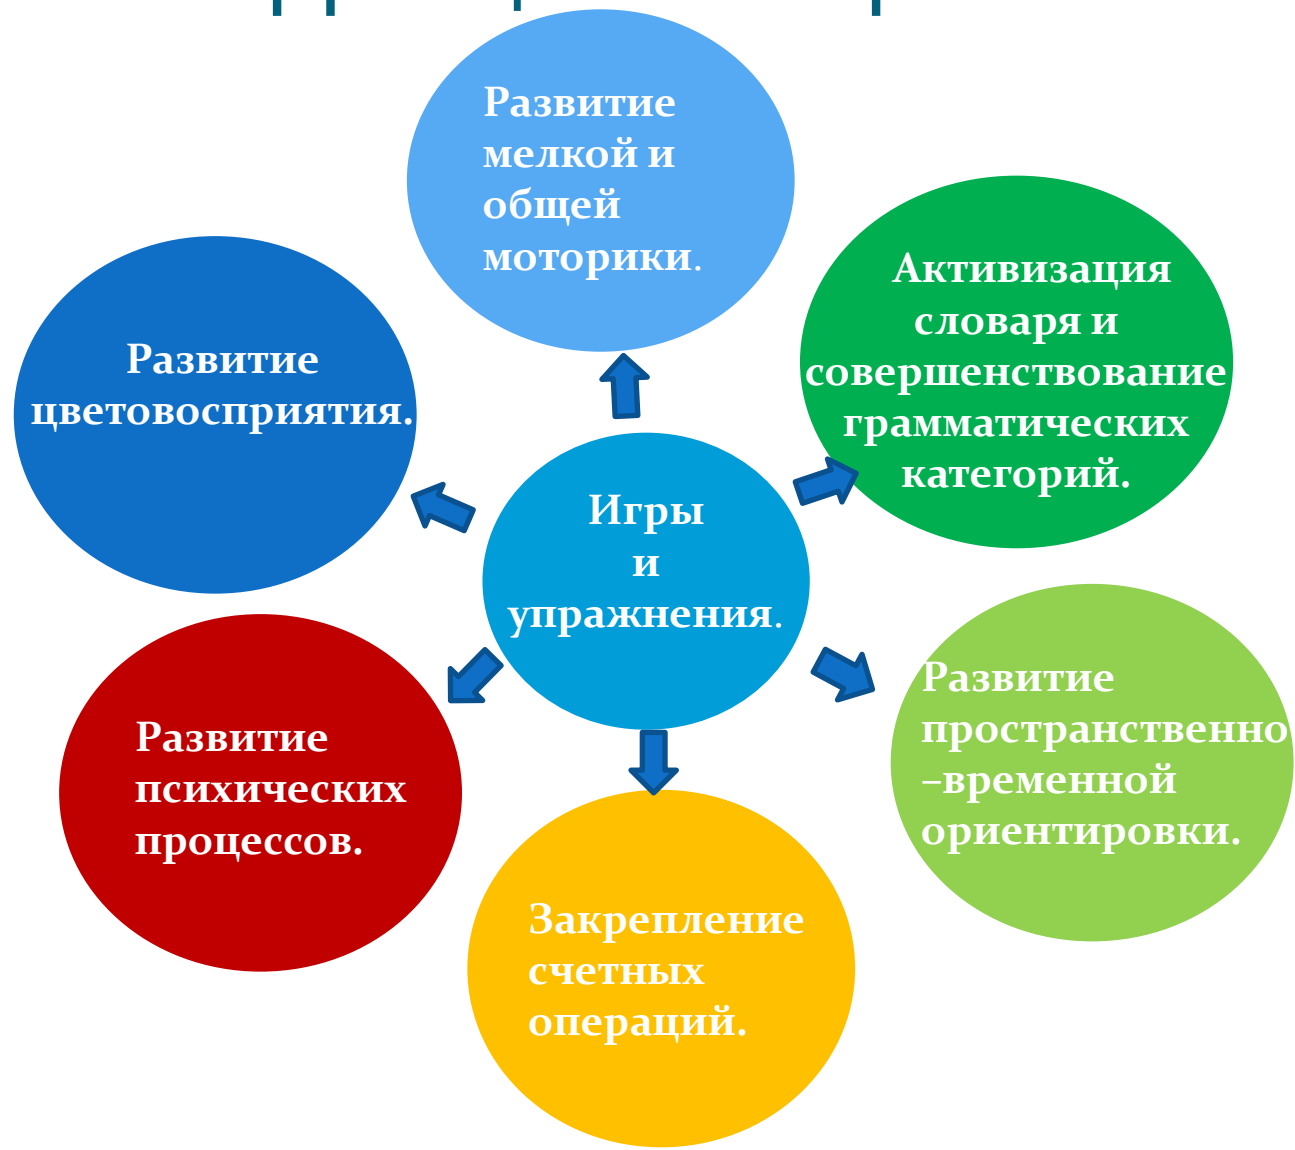 Развитие
мелкой и
общей
моторики.
Активизация
словаря и
совершенствование
грамматических
категорий.
Развитие
цветовосприятия.
Игры
и
упражнения.
Развитие
пространственно
–временной
ориентировки.
Развитие
психических
процессов.
Закрепление
счетных
операций.